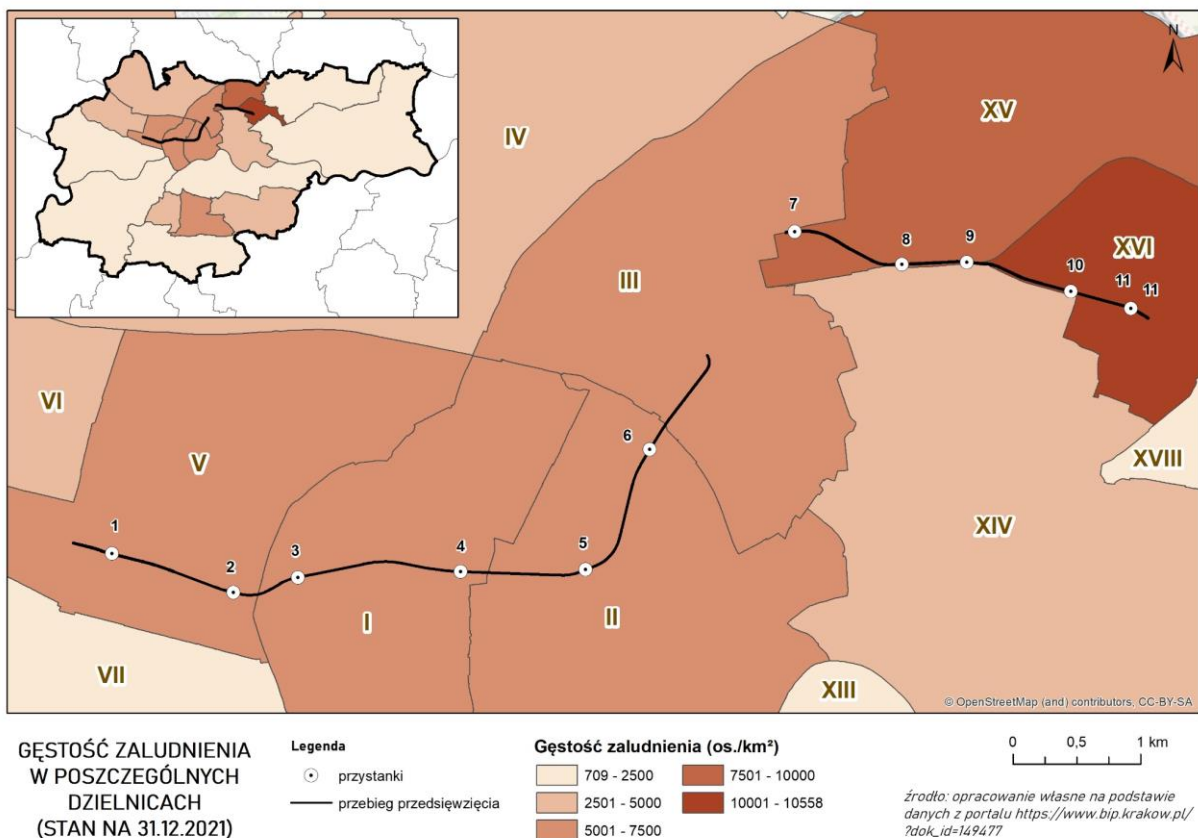 N
XV
IV
7
XVI
8
9
10
11
11
III
VI
6
V
XVIII
1
XIV
3
4
5
2
I
II
VII
XIII
© OpenStreetMap (and) contributors, CC-BY-SA
GĘSTOŚĆ ZALUDNIENIA
W POSZCZEGÓLNYCH
DZIELNICACH
(STAN NA 31.12.2021)
Legenda
przystanki
przebieg przedsięwzięcia
Gęstość zaludnienia (os./km²)
709 - 2500
2501 - 5000
5001 - 7500
7501 - 10000
10001 - 10558
0 0,5 1 km
źrodło: opracowanie własne na podstawie
danych z portalu https://www.bip.krakow.pl/
?dok_id=149477